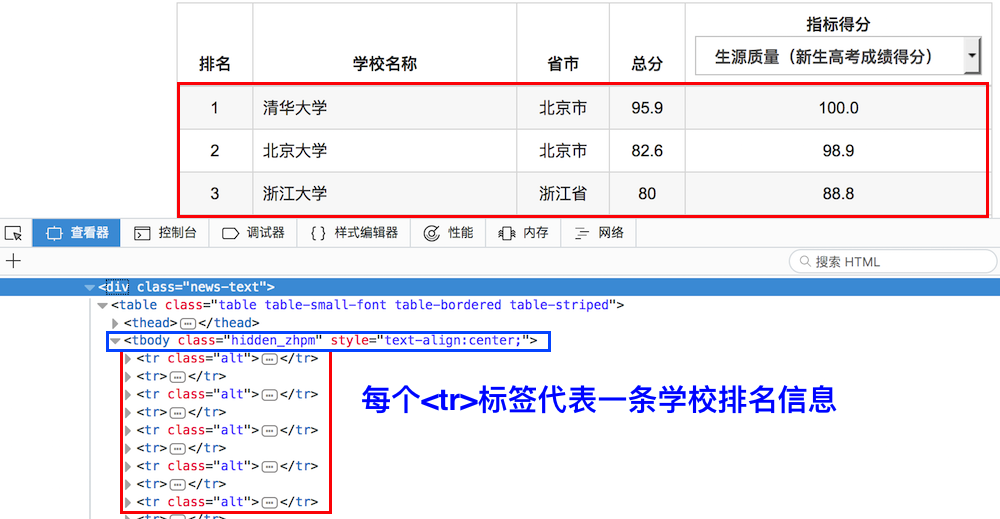 指标得分
排名 学校名称 省市 总分 生源质量（新生高考成绩得分）
1 清华大学 北京市 95.9 100.0
2 北京大学 北京市 82.6 98.9
3 浙江大学 浙江省 80 88.8
查看器 控制台 调试器 {} 样式编辑器 性能 内存 网络
+ 搜索 HTML
<div class="news-text">
<table class="table table-small-font table-bordered table-striped">
<thead>…</thead>
<tbody class="hidden_zhpm" style="text-align:center;">
<tr class="alt">…</tr>
<tr>…</tr>
<tr class="alt">…</tr>
每个<tr>标签代表一条学校排名信息
<tr>…</tr>
<tr class="alt">…</tr>
<tr>…</tr>
<tr class="alt">…</tr>
<tr>…</tr>
<tr class="alt">…</tr>